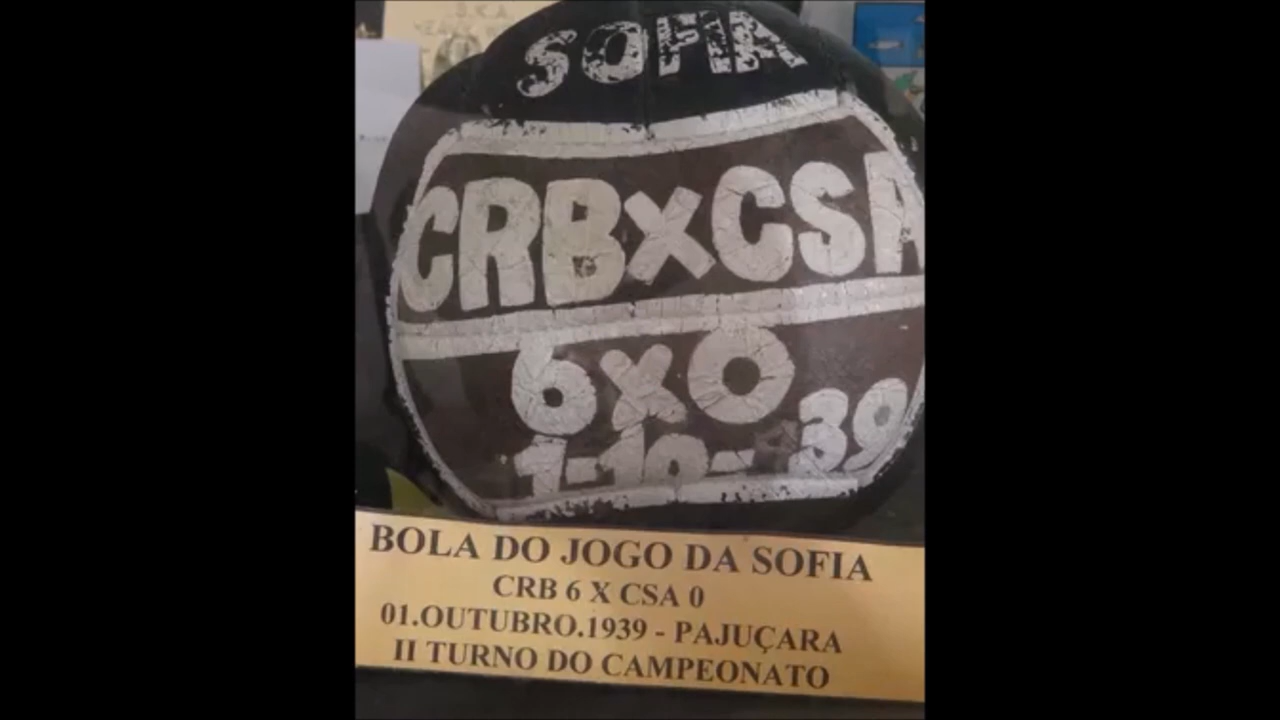 SOFIA
CRBxCSA
6x0
1-10- 39
BOLA DO JOGO DA SOFIA
CRB 6 X CSA 0
01.OUTUBRO.1939 - PAJUÇARA
II TURNO DO CAMPEONATO